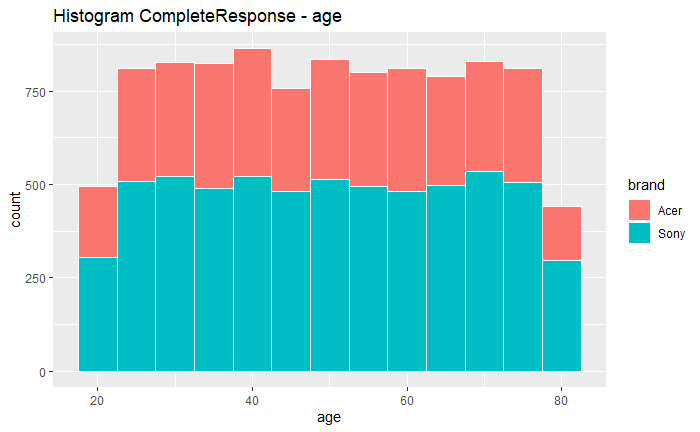 Histogram CompleteResponse - age
750
500
250
0
count
20 40 60 80
age
brand
Acer
Sony